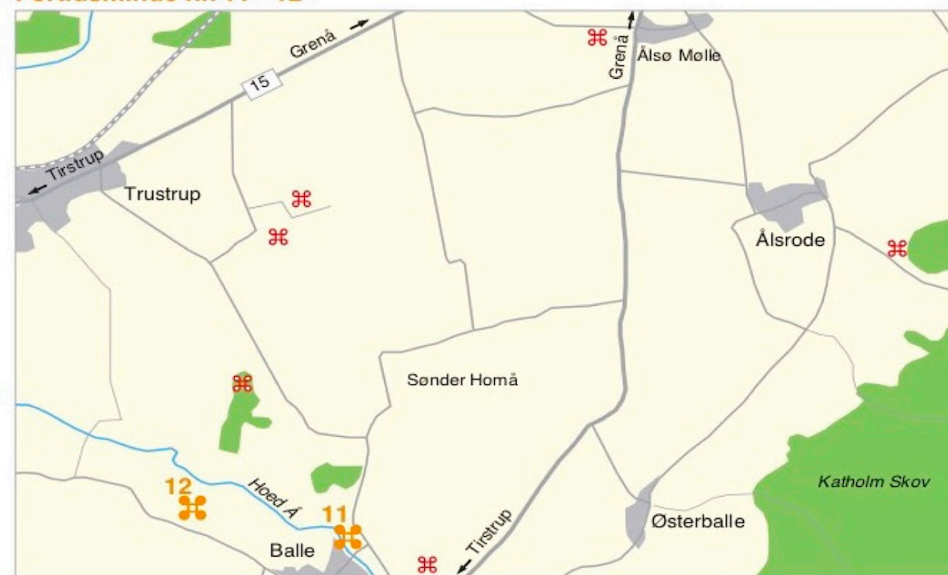 Grenå
15
Grenå
Ålsø Mølle
Tirstrup
Trustrup
Ålsrode
Sønder Homå
Katholm Skov
12
Hoed Å
11
Østerballe
Tirstrup
Balle